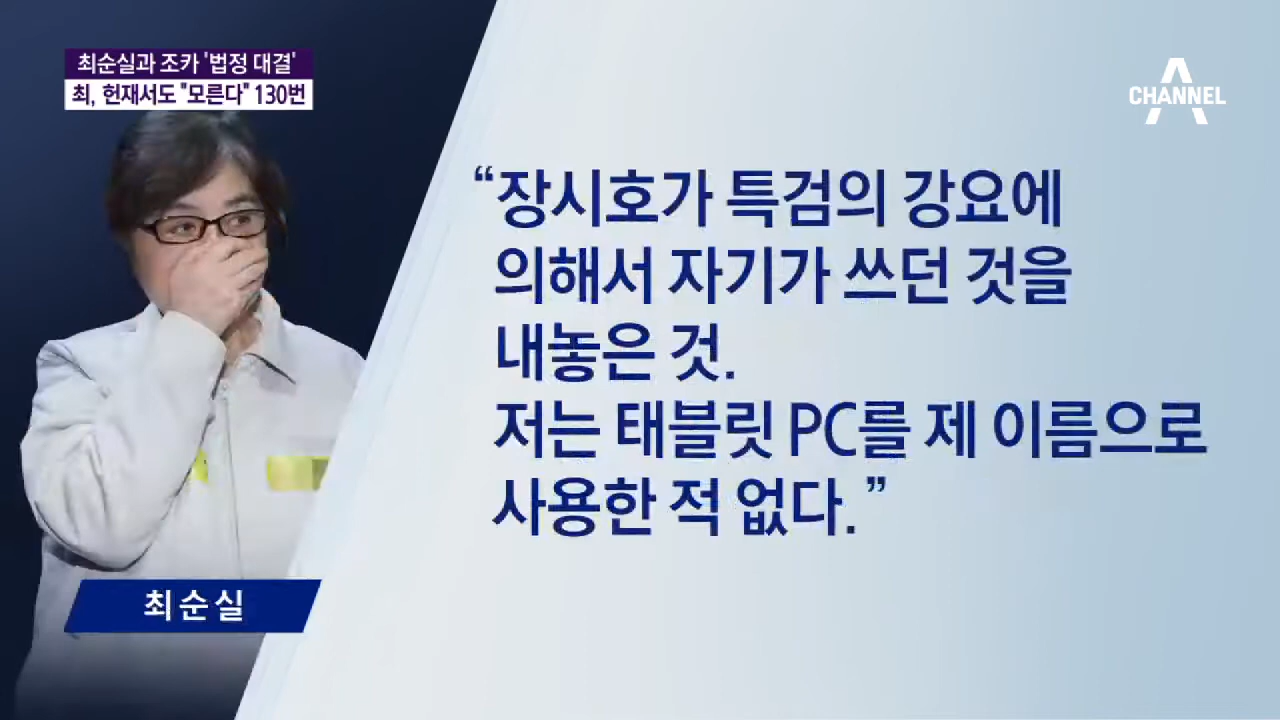 최순실과 조카 '법정 대결'
최, 헌재서도 "모른다" 130번
CHANNEL A
“장시호가 특검의 강요에
의해서 자기가 쓰던 것을
내놓은 것.
저는 태블릿 PC를 제 이름으로
사용한 적 없다.”
최순실